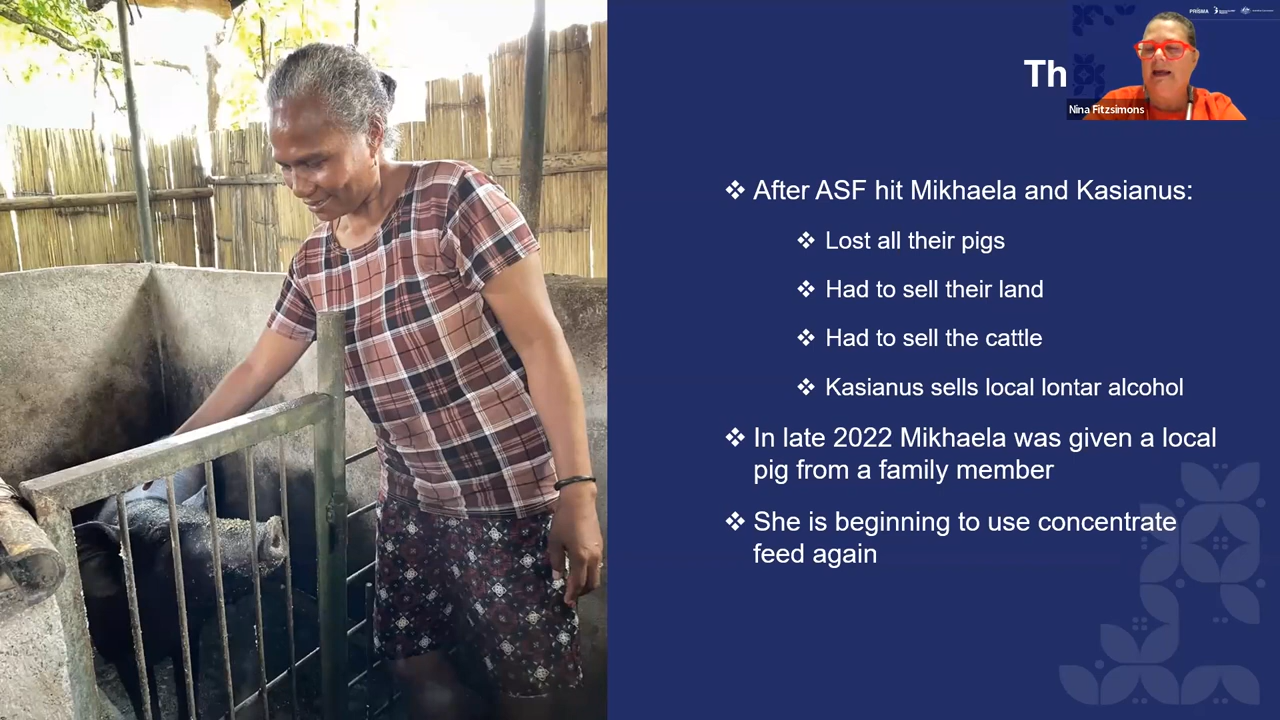 PRISMA
Th
Nina Fitzsimons
❖ After ASF hit Mikhaela and Kasianus:
❖ Lost all their pigs
❖ Had to sell their land
❖ Had to sell the cattle
❖ Kasianus sells local lontar alcohol
❖ In late 2022 Mikhaela was given a local
pig from a family member
❖ She is beginning to use concentrate
feed again